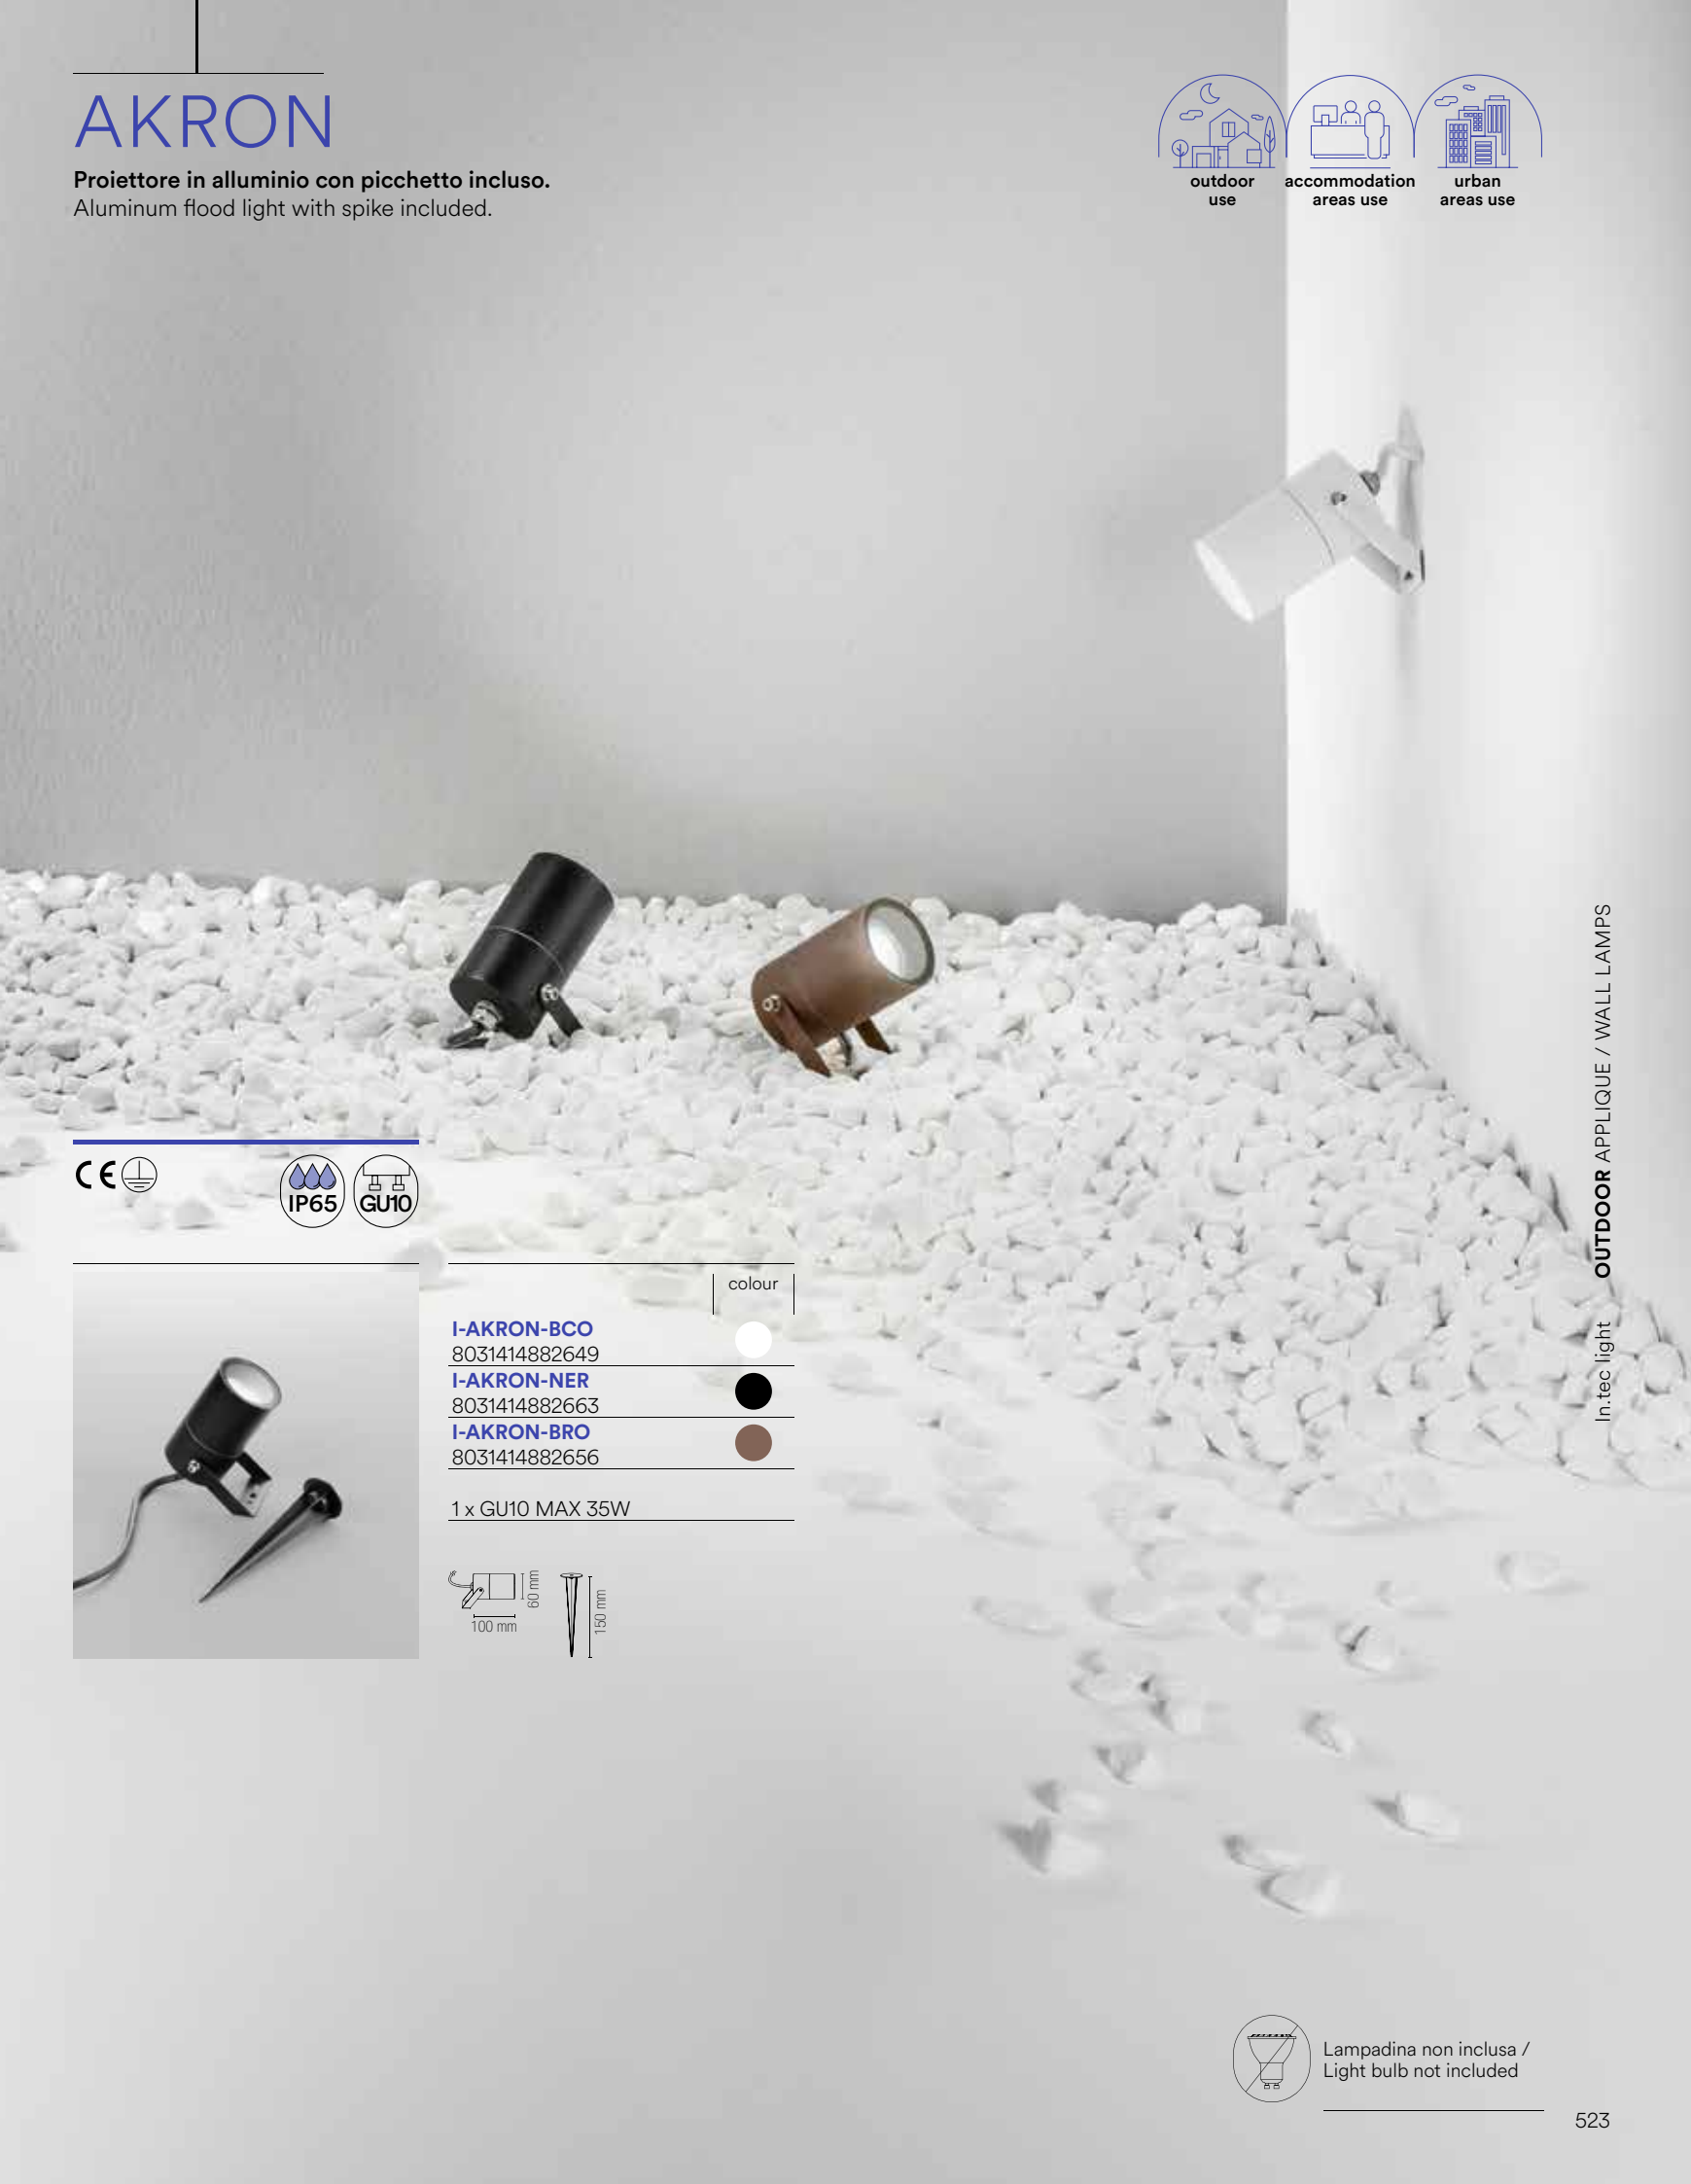 AKRON
Proiettore in alluminio con picchetto incluso.
Aluminum flood light with spike included.
outdoor
use
accommodation
areas use
urban
areas use
CE
IP65
GU10
colour
I-AKRON-BCO
8031414882649
I-AKRON-NER
8031414882663
I-AKRON-BRO
8031414882656
1 x GU10 MAX 35W
60 mm
100 mm
150 mm
In.tec light OUTDOOR APPLIQUE / WALL LAMPS
Lampadina non inclusa /
Light bulb not included
523